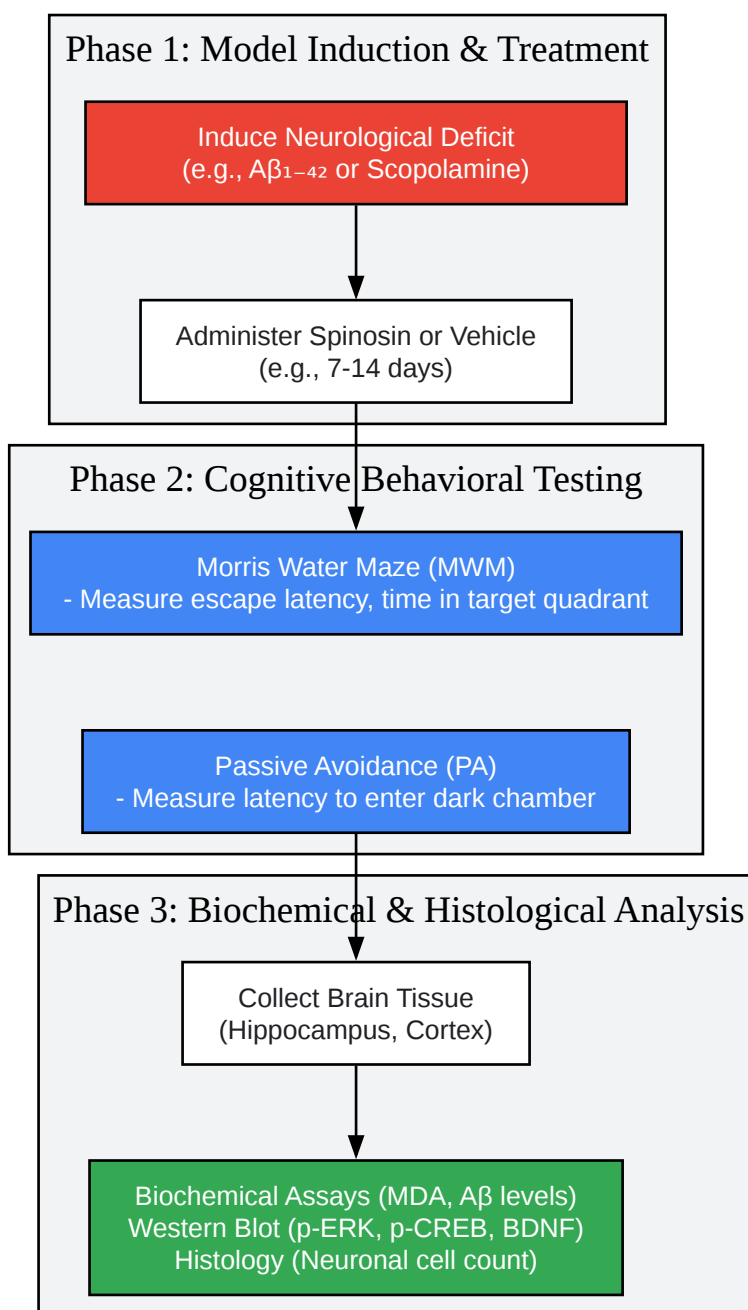 Phase 1: Model Induction & Treatment
Induce Neurological Deficit
(e.g., Aβ₁₋₄₂ or Scopolamine)
Administer Spinosin or Vehicle
(e.g., 7-14 days)
Phase 2: Cognitive Behavioral Testing
Morris Water Maze (MWM)
- Measure escape latency, time in target quadrant
Passive Avoidance (PA)
- Measure latency to enter dark chamber
Phase 3: Biochemical & Histological Analysis
Collect Brain Tissue
(Hippocampus, Cortex)
Biochemical Assays (MDA, Aβ levels)
Western Blot (p-ERK, p-CREB, BDNF)
Histology (Neuronal cell count)